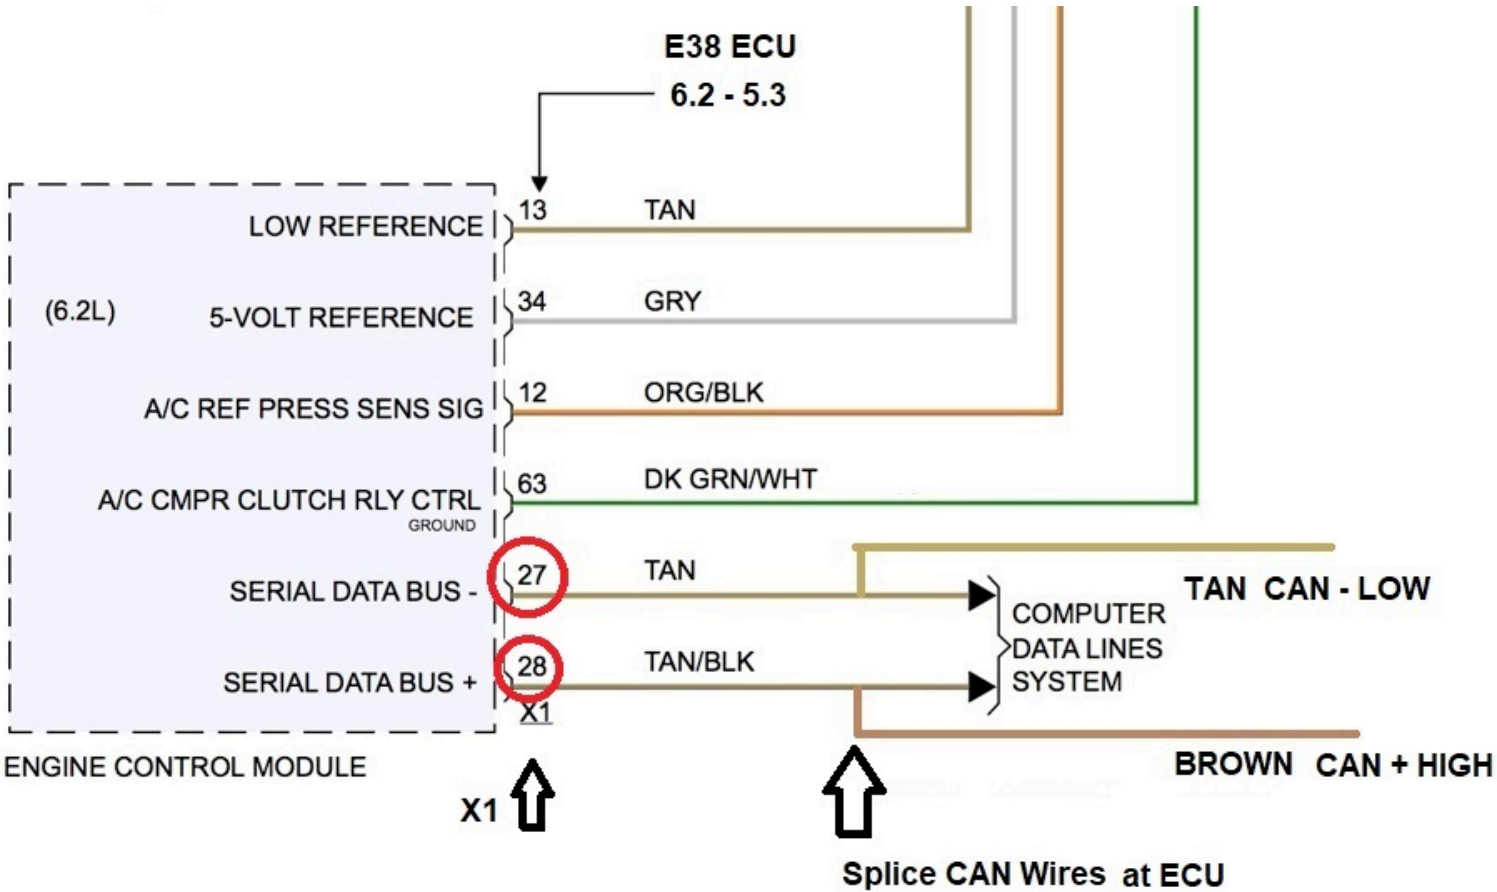 E38 ECU
6.2 - 5.3
13 TAN
LOW REFERENCE
34 GRY
(6.2L) 5-VOLT REFERENCE
12 ORG/BLK
A/C REF PRESS SENS SIG
63 DK GRN/WHT
A/C CMPR CLUTCH RLY CTRL
GROUND
27 TAN
SERIAL DATA BUS -
TAN CAN - LOW
COMPUTER
DATA LINES
SYSTEM
28 TAN/BLK
SERIAL DATA BUS +
X1
BROWN CAN + HIGH
ENGINE CONTROL MODULE
X1
Splice CAN Wires at ECU